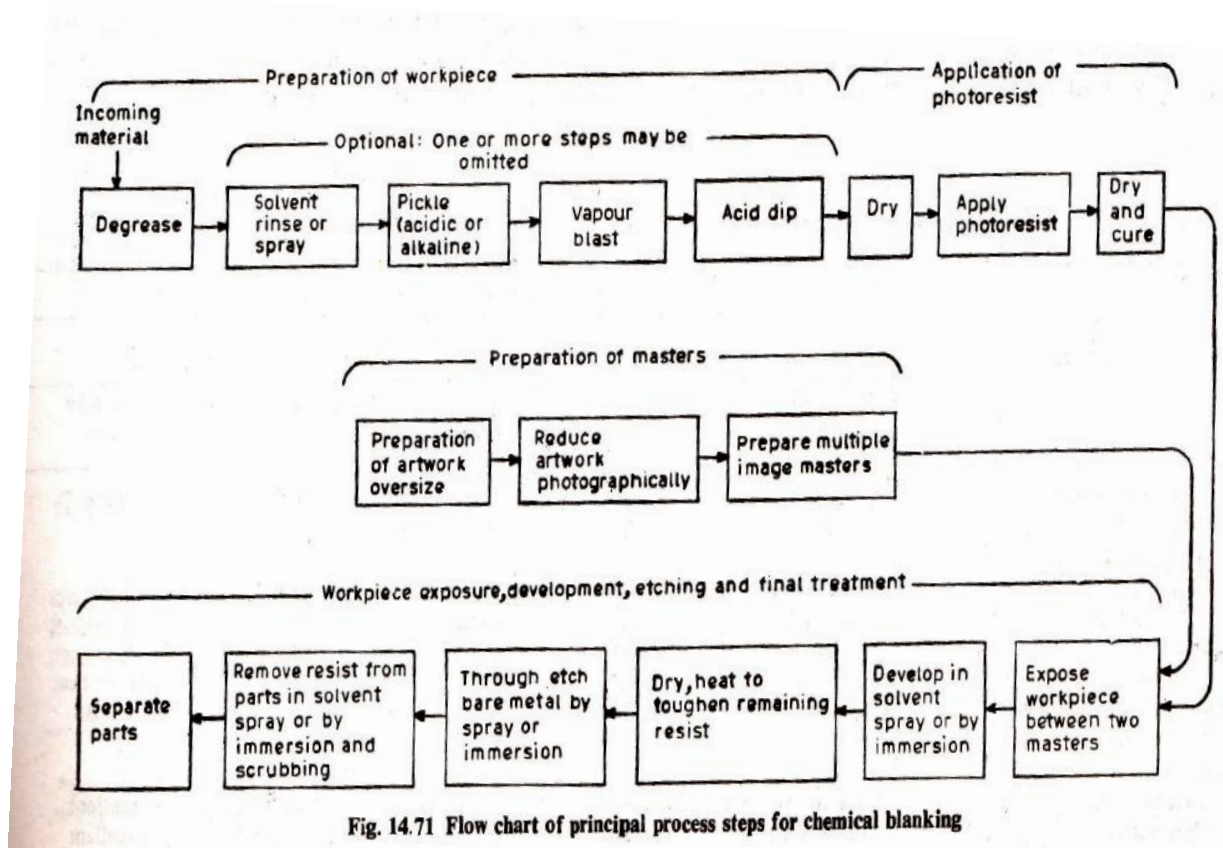 Preparation of workpiece
Application of
photoresist
Incoming
material
Optional: One or more steps may be
omitted
Degrease
Solvent
rinse or
spray
Pickle
(acidic or
alkaline)
Vapour
blast
Acid dip
Dry
Apply
photoresist
Dry
and
cure
Preparation of masters
Preparation
of artwork
oversize
Reduce
artwork
photographically
Prepare multiple
image masters
Workpiece exposure, development, etching and final treatment
Separate
parts
Remove resist from
parts in solvent
spray or by
immersion and
scrubbing
Through etch
bare metal by
spray or
immersion
Dry, heat to
toughen remaining
resist
Develop in
solvent
spray or by
immersion
Expose
workpiece
between two
masters
Fig. 14.71 Flow chart of principal process steps for chemical blanking